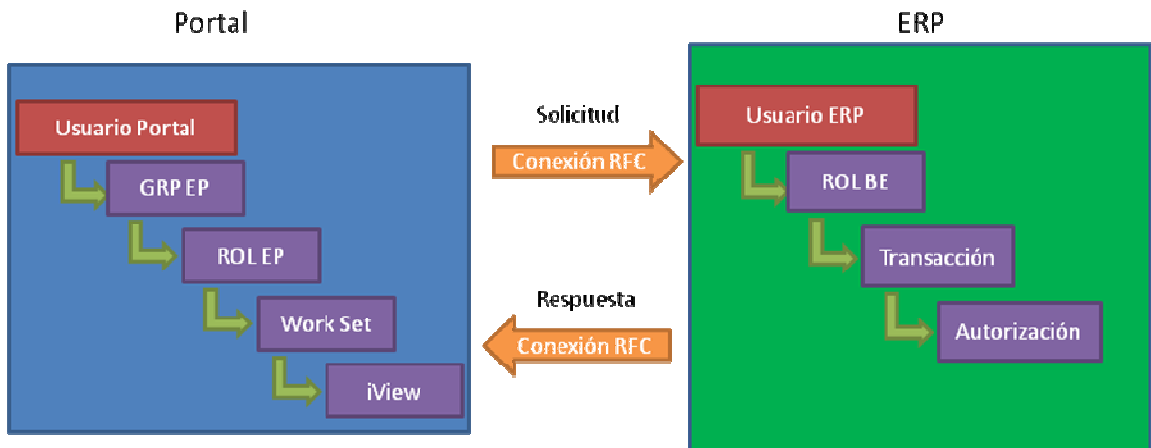 Portal
ERP
Usuario Portal
GRP EP
ROL EP
Work Set
iView
Solicitud
Conexión RFC
Respuesta
Conexión RFC
Usuario ERP
ROL BE
Transacción
Autorización